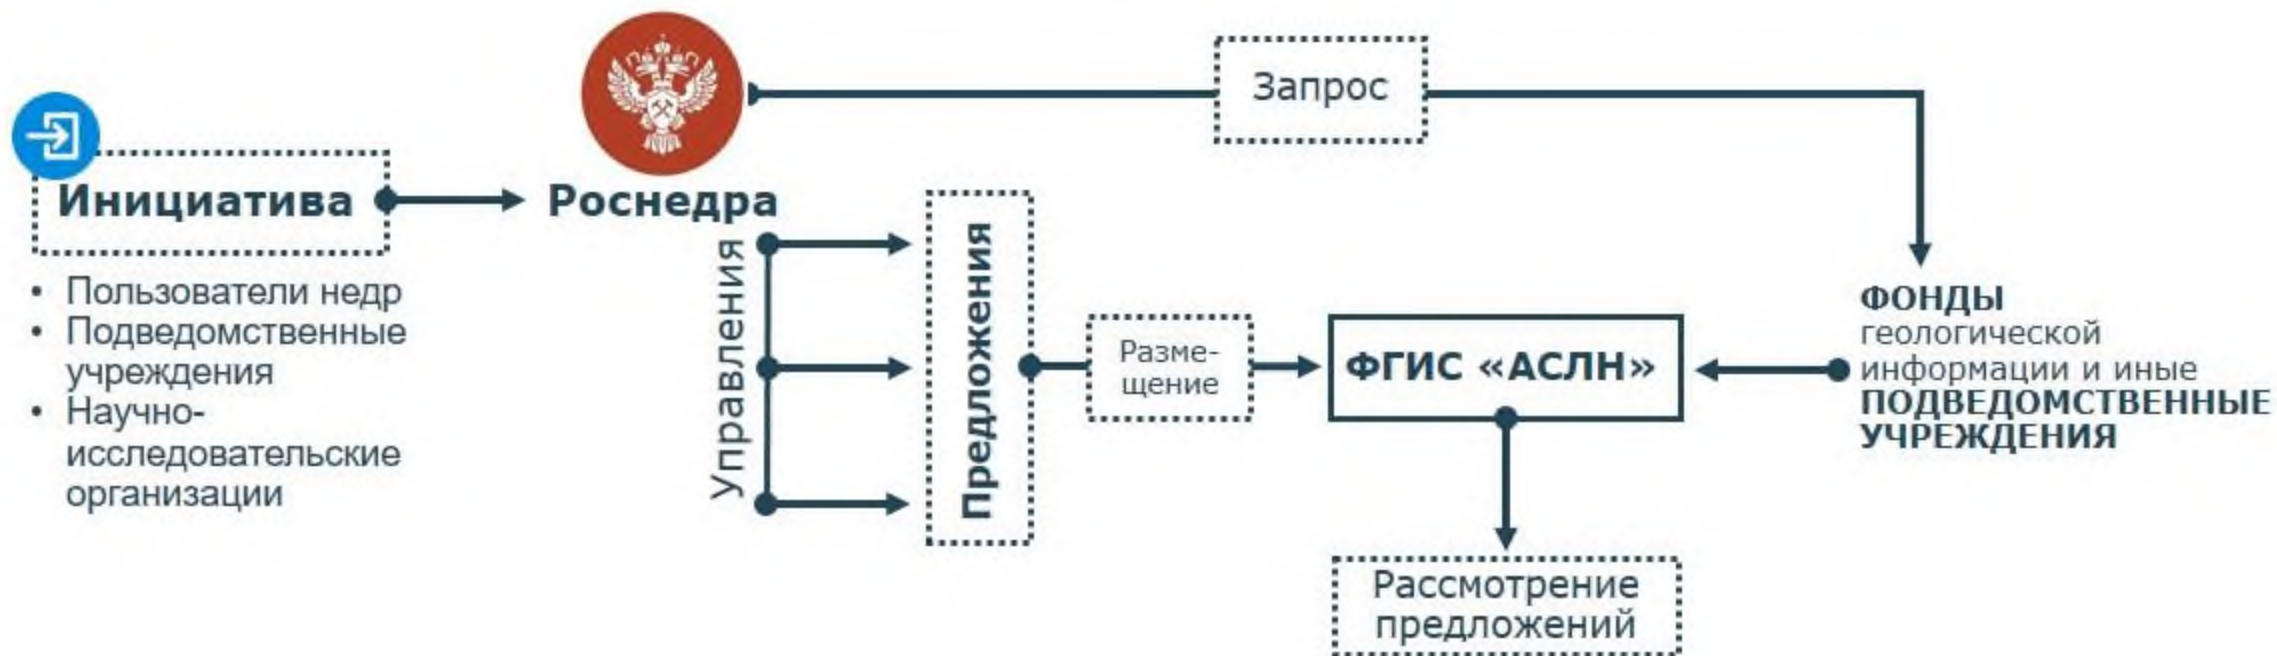 Запрос
Инициатива
Роснедра
• Пользователи недр
• Подведомственные
учреждения
• Научно-
исследовательские
организации
Управления
Предложения
Разме-
щение
ФГИС «АСЛН»
ФОНДЫ
геологической
информации и иные
ПОДВЕДОМСТВЕННЫЕ
УЧРЕЖДЕНИЯ
Рассмотрение
предложений